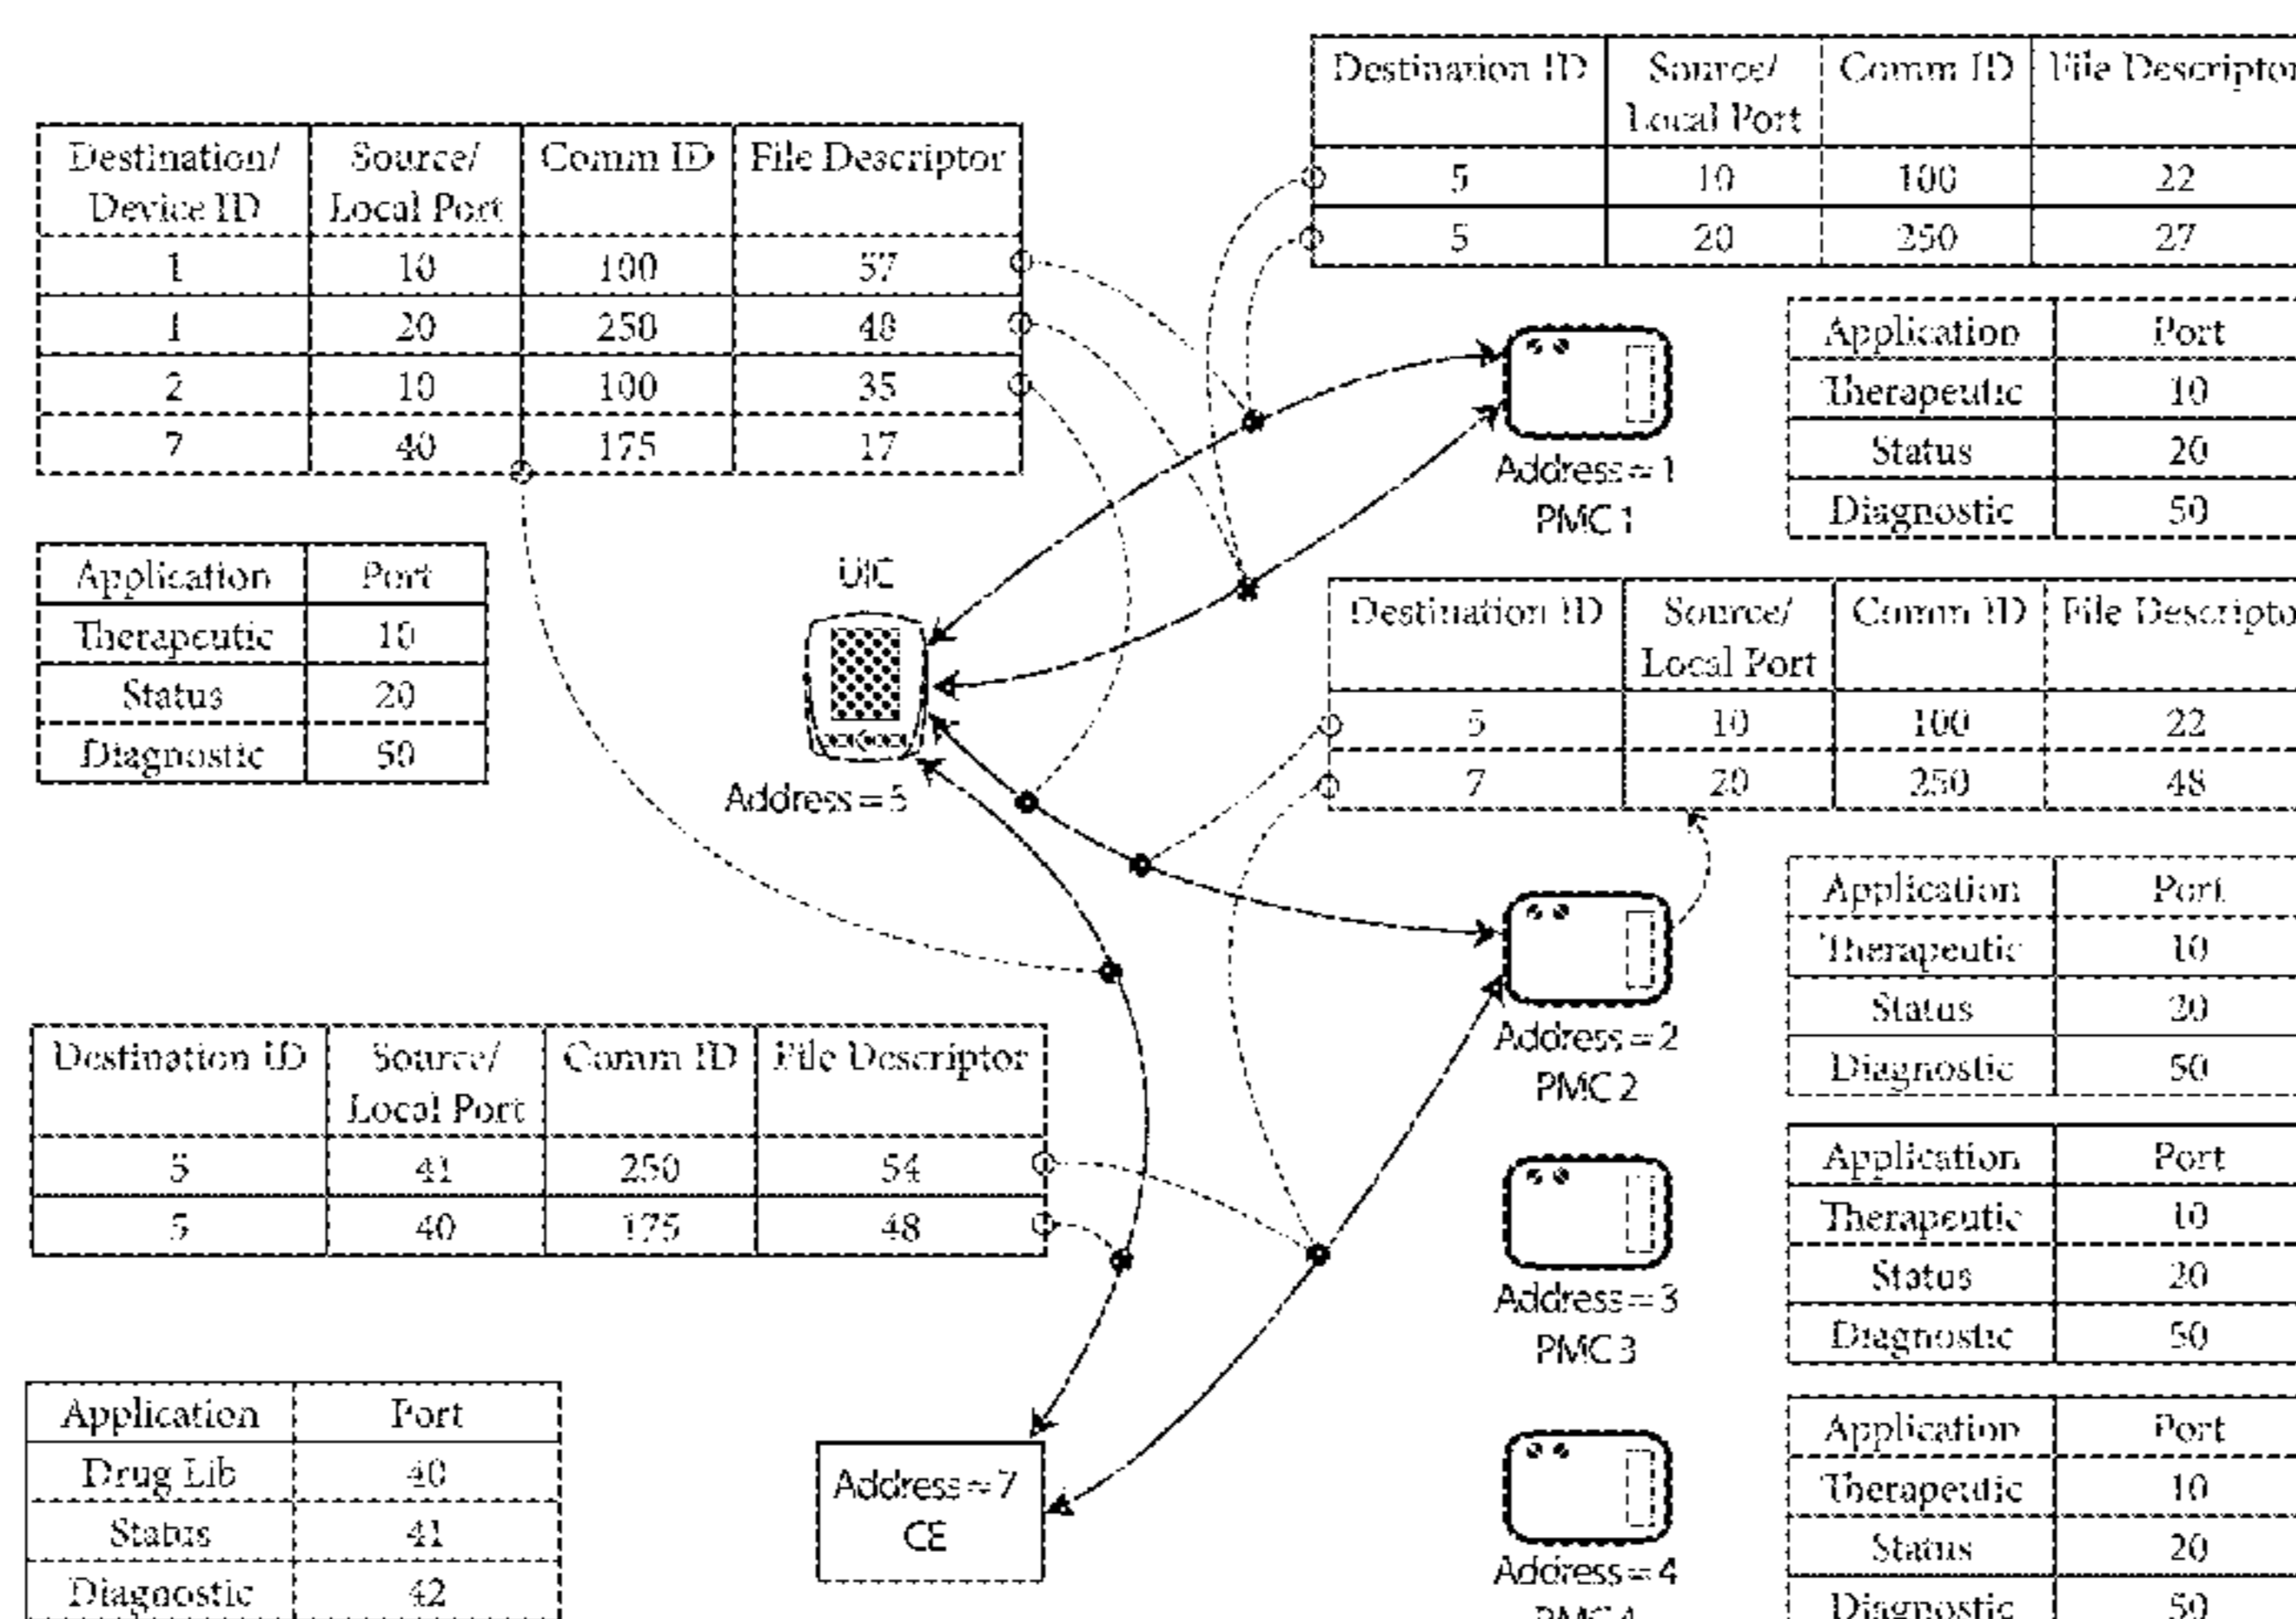 Destination ID Source/ Comm ID File Descriptor
Local Port
5 10 100 22
5 20 250 27
Destination/ Source/ Comm ID File Descriptor
Device ID Local Port
1 10 100 57
1 20 250 48
2 10 100 35
7 40 175 17
Application Port
Therapeutic 10
Status 20
Diagnostic 50
Address = 1
PMC 1
Application Port
Therapeutic 10
Status 20
Diagnostic 50
UIC
Address = 5
Destination ID Source/ Comm ID File Descripto
Local Port
5 10 100 22
7 20 250 48
Application Port
Therapeutic 10
Status 20
Diagnostic 50
Address = 2
PMC 2
Destination ID Source/ Comm ID File Descriptor
Local Port
5 41 250 54
5 40 175 48
Application Port
Therapeutic 10
Status 20
Diagnostic 50
Address = 3
PMC 3
Application Port
Drug Lib 40
Status 41
Diagnostic 42
Address = 7
CE
Application Port
Therapeutic 10
Status 20
Diagnostic 50
Address = 4